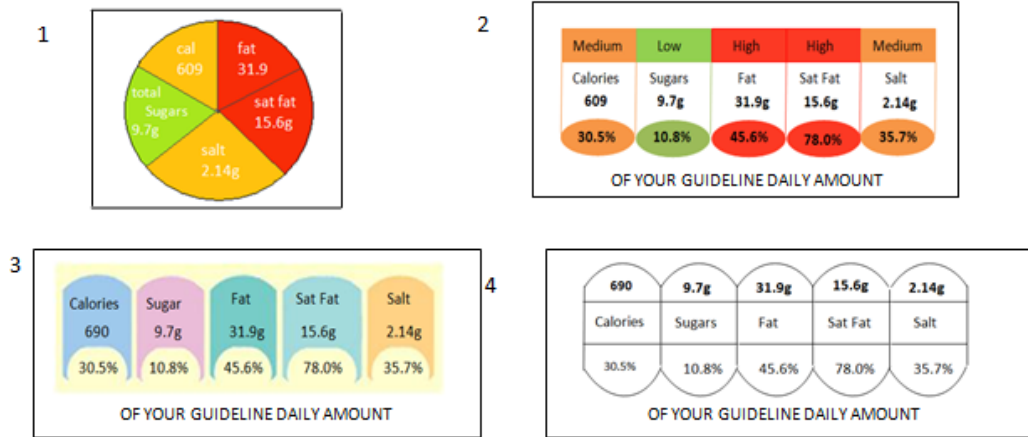 1
cal
609
fat
31.9
total
Sugars
9.7g
sat fat
15.6g
salt
2.14g
2
Medium Low High High Medium
Calories Sugars Fat Sat Fat Salt
609 9.7g 31.9g 15.6g 2.14g
30.5% 10.8% 45.6% 78.0% 35.7%
OF YOUR GUIDELINE DAILY AMOUNT
3
Calories Sugar Fat Sat Fat Salt
690 9.7g 31.9g 15.6g 2.14g
30.5% 10.8% 45.6% 78.0% 35.7%
OF YOUR GUIDELINE DAILY AMOUNT
4
690 9.7g 31.9g 15.6g 2.14g
Calories Sugars Fat Sat Fat Salt
30.5% 10.8% 45.6% 78.0% 35.7%
OF YOUR GUIDELINE DAILY AMOUNT